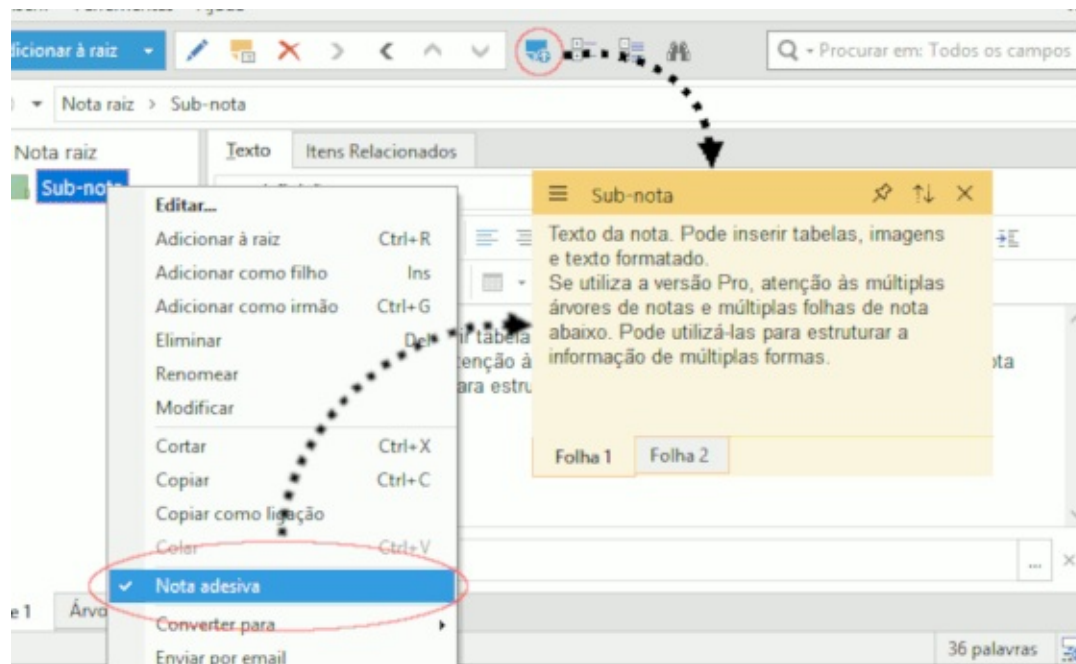 Adicionar à raiz
- Procurar em: Todos os campos
Nota raiz > Sub-nota
Nota raiz
Sub-nota
Texto
Itens Relacionados
Editar...
Adicionar à raiz Ctrl+R
Adicionar como filho Ins
Adicionar como irmão Ctrl+G
Eliminar Del
Renomear
Modificar
Cortar Ctrl+X
Copiar Ctrl+C
Copiar como ligação
Colar Ctrl+V
Nota adesiva
Converter para
Enviar por email
Sub-nota
Texto da nota. Pode inserir tabelas, imagens
e texto formatado.
Se utiliza a versão Pro, atenção às múltiplas
árvores de notas e múltiplas folhas de nota
abaixo. Pode utilizá-las para estruturar a
informação de múltiplas formas.
Folha 1
Folha 2
...
36 palavras